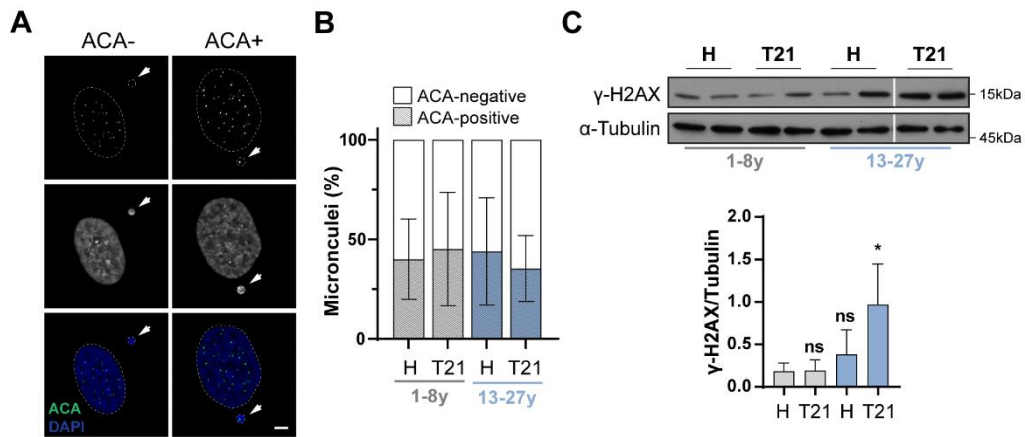 A
ACA-
ACA+
ACA
DAPI
B
ACA-negative
ACA-positive
Micronculei (%)
100
50
0
H
T21
H
T21
1-8y
13-27y
C
H
T21
H
T21
γ-H2AX
15kDa
α-Tubulin
45kDa
1-8y
13-27y
γ-H2AX/Tubulin
2.0
1.5
1.0
0.5
0.0
ns
ns
*
H
T21
H
T21